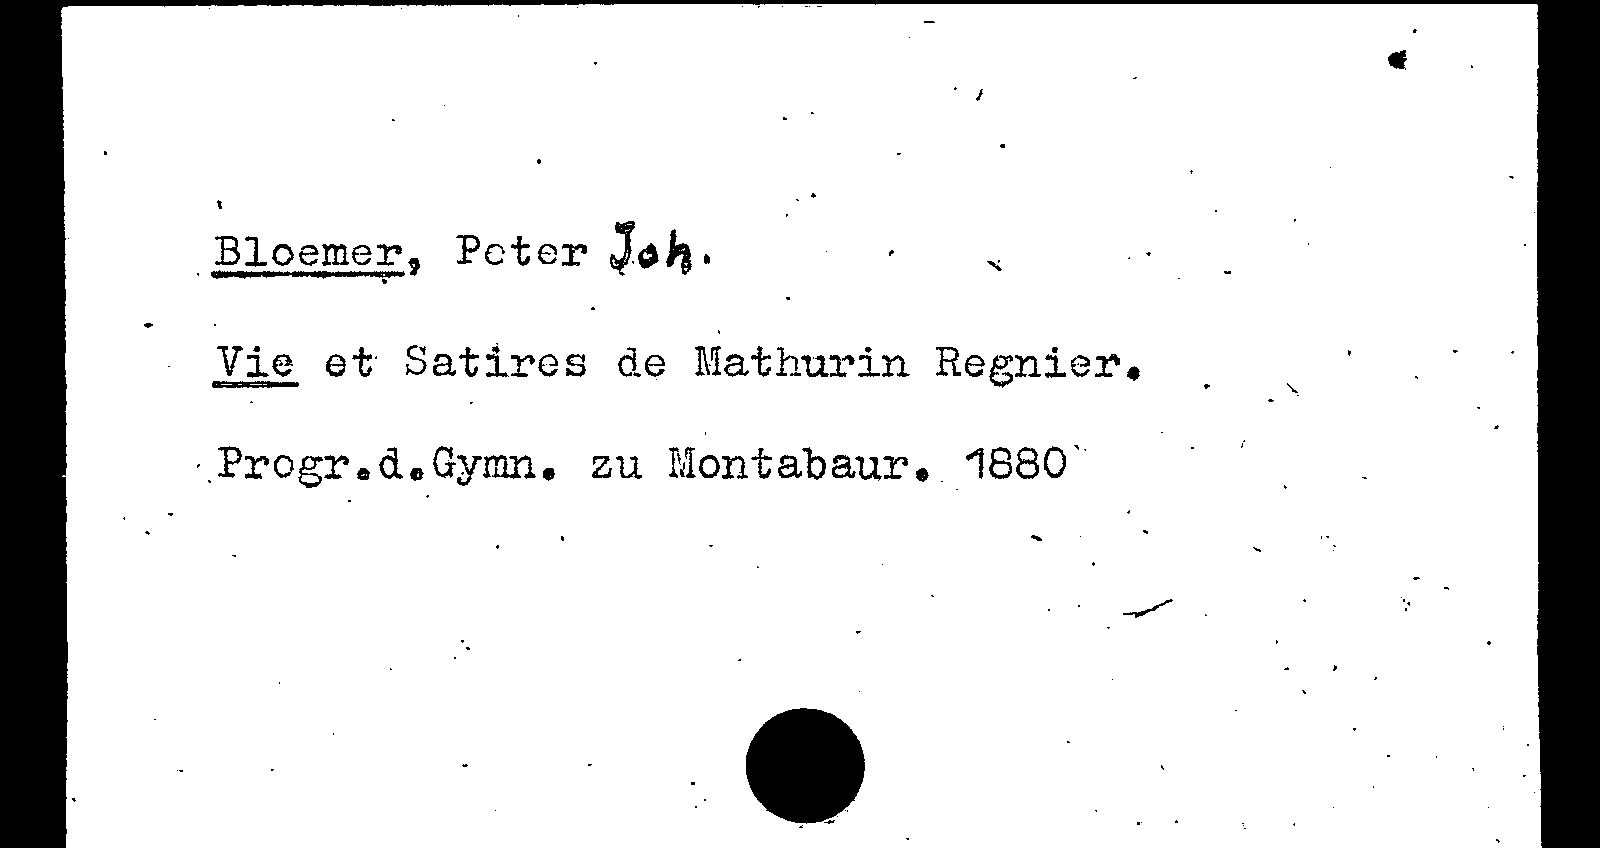 Bloemer, Peter Joh.
Vie et Satires de Mathurin Regnier.
Progr.d.Gymn. zu Montabaur. 1880